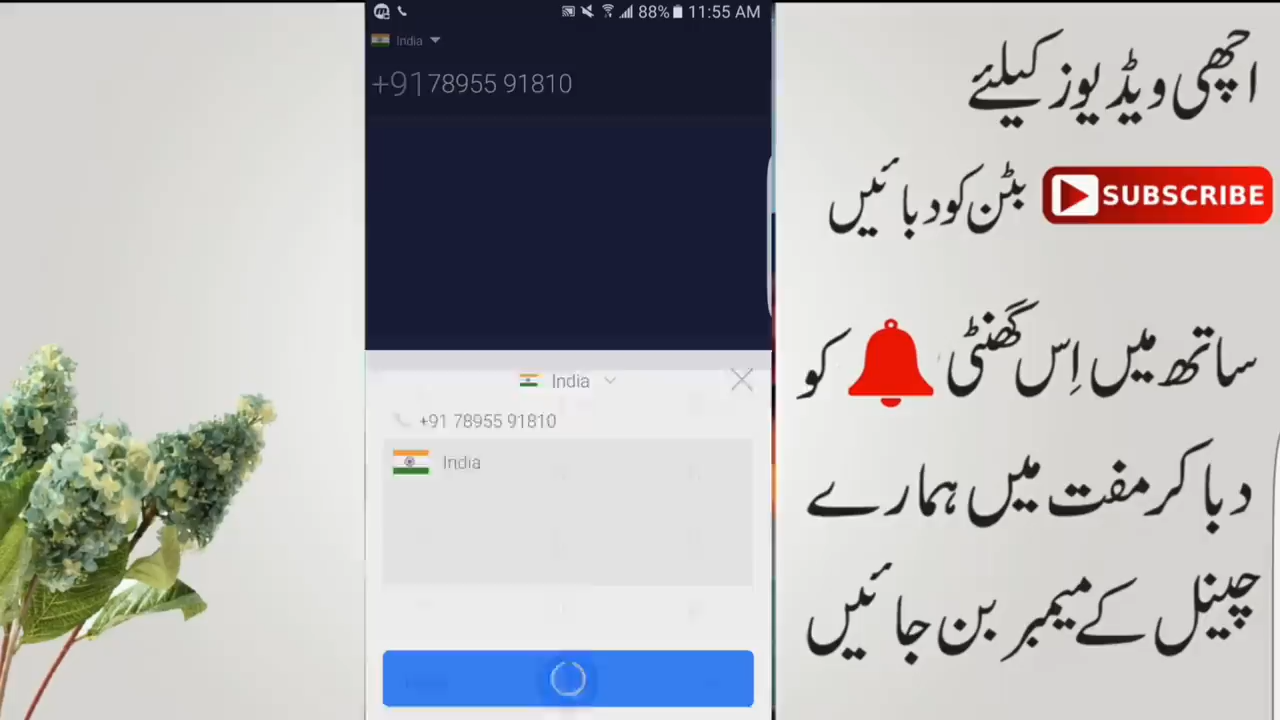 88% 11:55 AM
India
+91 78955 91810
India
+91 78955 91810
India
اچھی ویڈیوز کیلئے
SUBSCRIBE بٹن کو دبائیں
ساتھ میں اِس گھنٹی کو
دبا کر مفت میں ہمارے
چینل کے میمبر بن جائیں